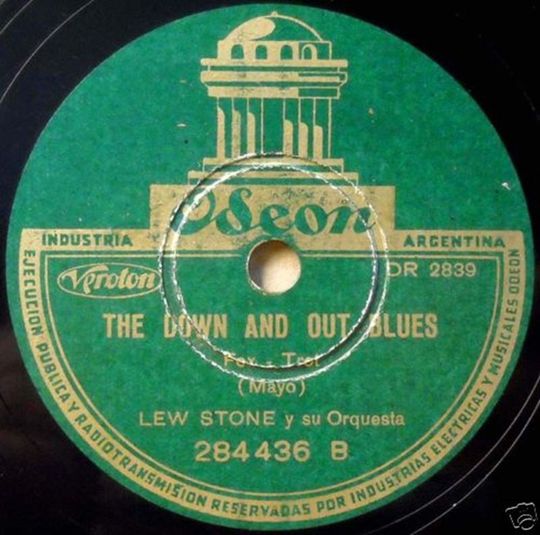 Odeon
INDUSTRIA ARGENTINA
Veroton
DR 2839
THE DOWN AND OUT BLUES
Fox - Trot
(Mayo)
LEW STONE y su Orquesta
284436 B
EJECUCION PUBLICA Y RADIOTRANSMISION RESERVADAS POR INDUSTRIAS ELECTRICAS Y MUSICALES ODEON